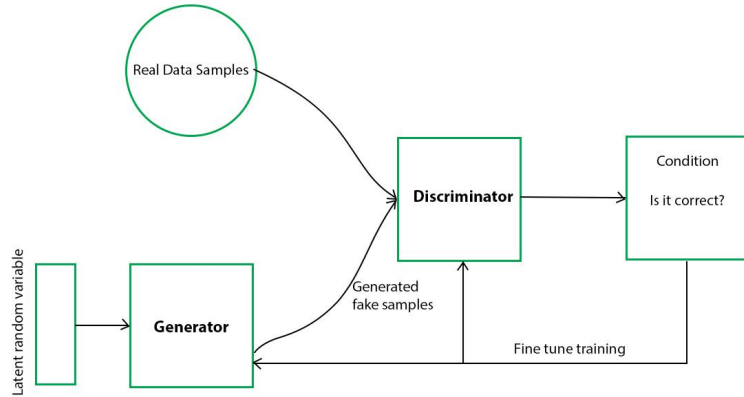 Real Data Samples
Condition
Is it correct?
Discriminator
Latent random variable
Generator
Generated
fake samples
Fine tune training